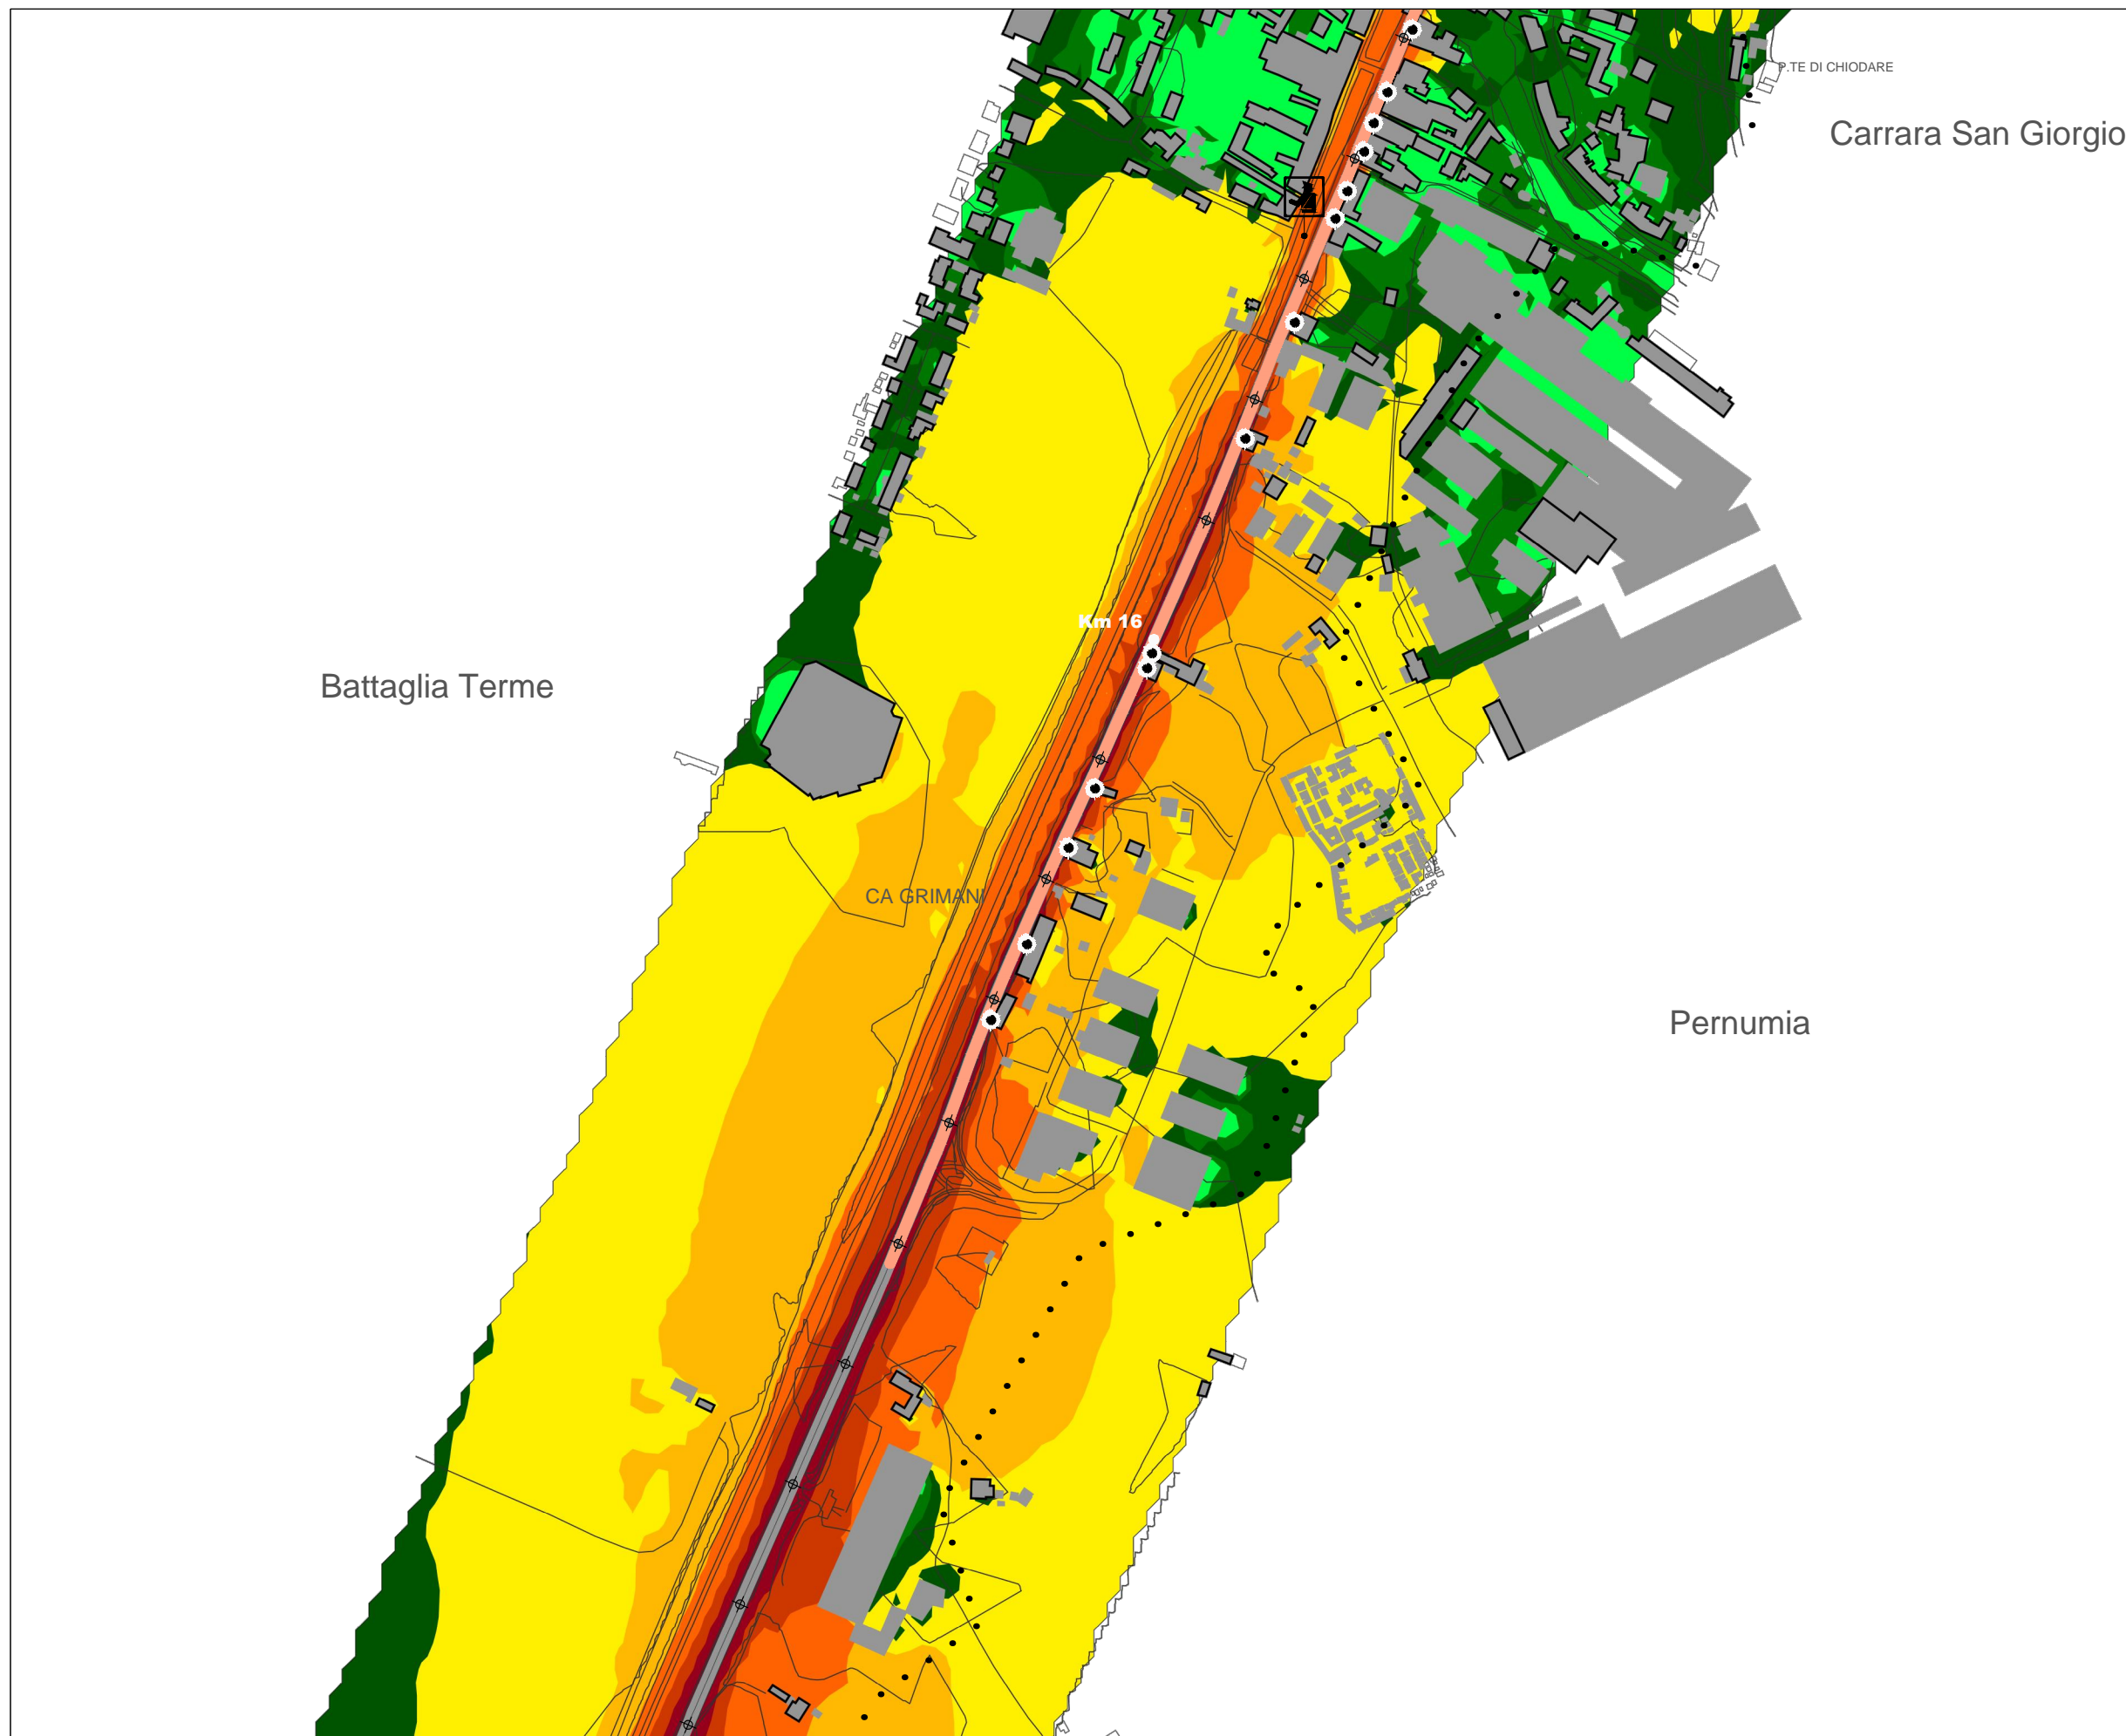 P.TE DI CHIODARE
Carrara San Giorgio
Km 16
Battaglia Terme
CA GRIMANI
Pernumia